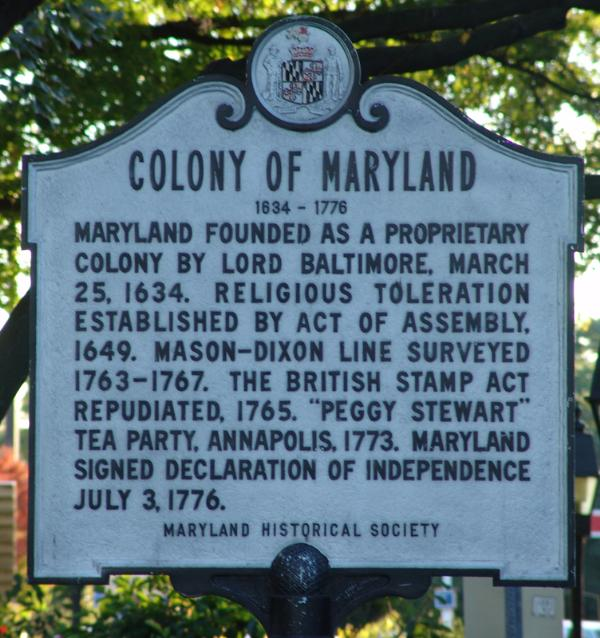 COLONY OF MARYLAND
1634 - 1776
MARYLAND FOUNDED AS A PROPRIETARY
COLONY BY LORD BALTIMORE, MARCH
25, 1634. RELIGIOUS TOLERATION
ESTABLISHED BY ACT OF ASSEMBLY,
1649. MASON-DIXON LINE SURVEYED
1763-1767. THE BRITISH STAMP ACT
REPUDIATED, 1765. "PEGGY STEWART"
TEA PARTY, ANNAPOLIS, 1773. MARYLAND
SIGNED DECLARATION OF INDEPENDENCE
JULY 3, 1776.
MARYLAND HISTORICAL SOCIETY